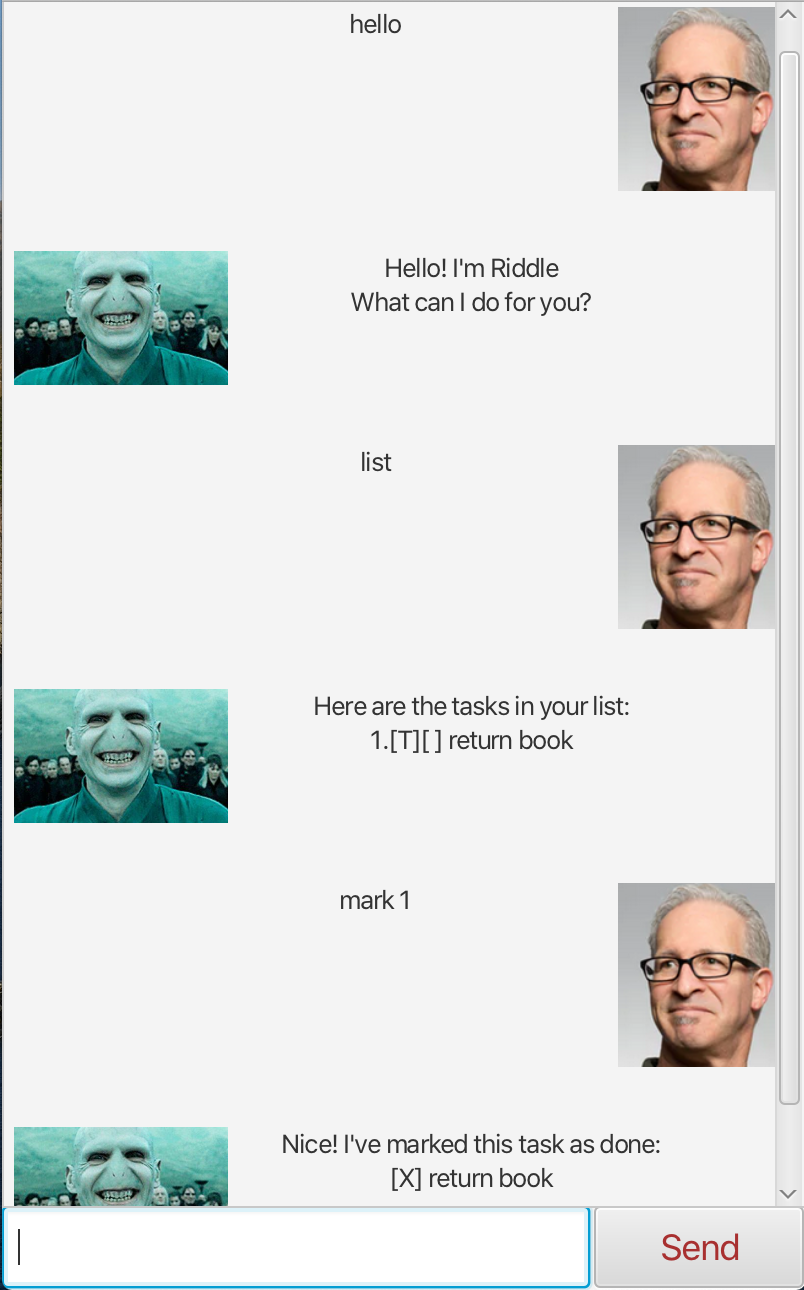 hello
Hello! I'm Riddle
What can I do for you?
list
Here are the tasks in your list:
1.[T][ ] return book
mark 1
Nice! I've marked this task as done:
[X] return book
Send